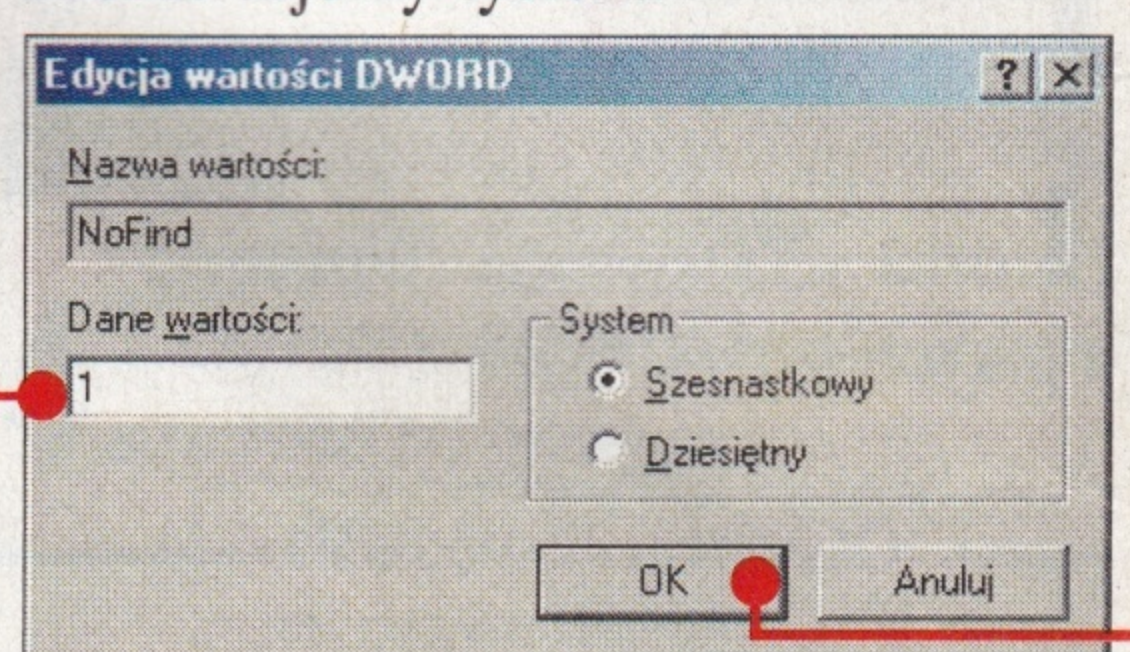 Edycja wartości DWORD
Nazwa wartości:
NoFind
Dane wartości:
1
System
Szesnastkowy
Dziesiętny
OK
Anuluj